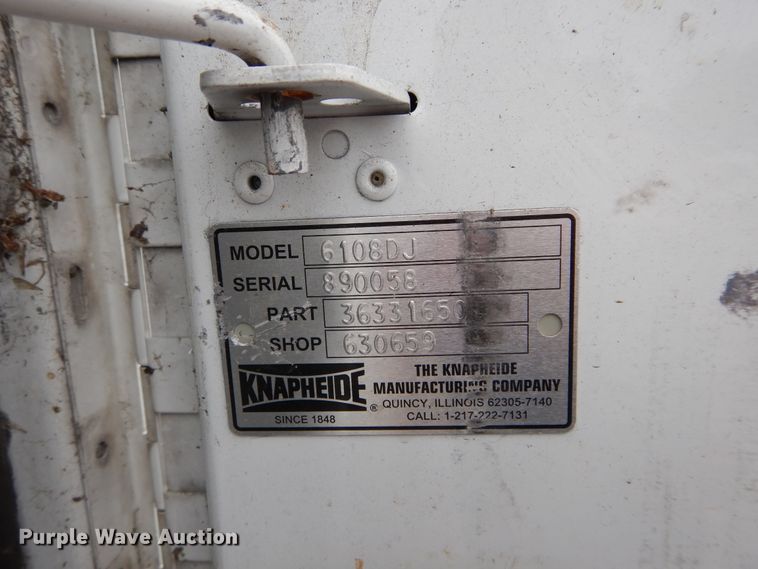 MODEL 6108DJ
SERIAL 890058
PART
SHOP 630659
KNAPHEIDE ®
SINCE 1848
THE KNAPHEIDE
MANUFACTURING COMPANY
QUINCY, ILLINOIS 62305-7140
CALL: 1-217-222-7131
Purple Wave Auction